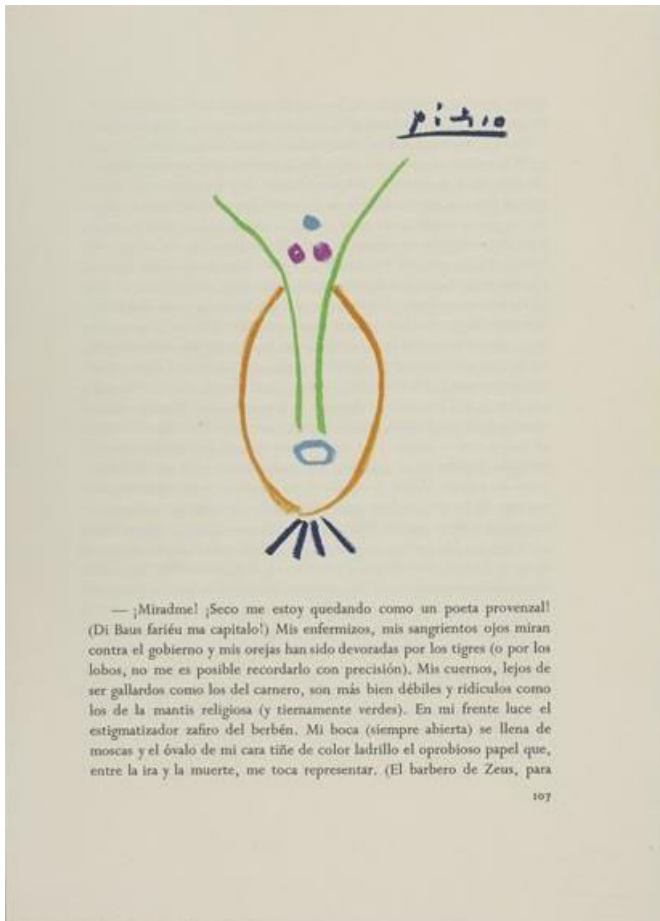 — ¡Miradme! ¡Seco me estoy quedando como un poeta provenzal!
(Di Baus fariéu ma capitalo!) Mis enfermizos, mis sangrientos ojos miran
contra el gobierno y mis orejas han sido devoradas por los tigres (o por los
lobos, no me es posible recordarlo con precisión). Mis cuernos, lejos de
ser gallardos como los del carnero, son más bien débiles y ridículos como
los de la mantis religiosa (y tiernamente verdes). En mi frente luce el
estigmatizador zafiro del berbén. Mi boca (siempre abierta) se llena de
moscas y el óvalo de mi cara tiñe de color ladrillo el oprobioso papel que,
entre la ira y la muerte, me toca representar. (El barbero de Zeus, para
107